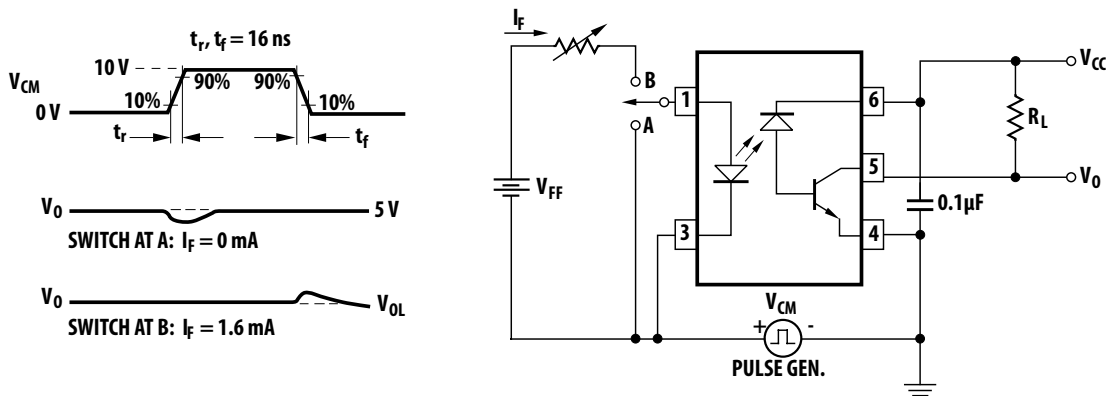 t_r, t_f = 16 ns
V_CM
10 V
0 V
10%
90%
90%
10%
t_r
t_f
V_O
5 V
SWITCH AT A: I_F = 0 mA
V_O
V_OL
SWITCH AT B: I_F = 1.6 mA
I_F
B
A
V_FF
1
3
6
5
4
V_CC
R_L
V_O
0.1µF
V_CM
+
-
PULSE GEN.